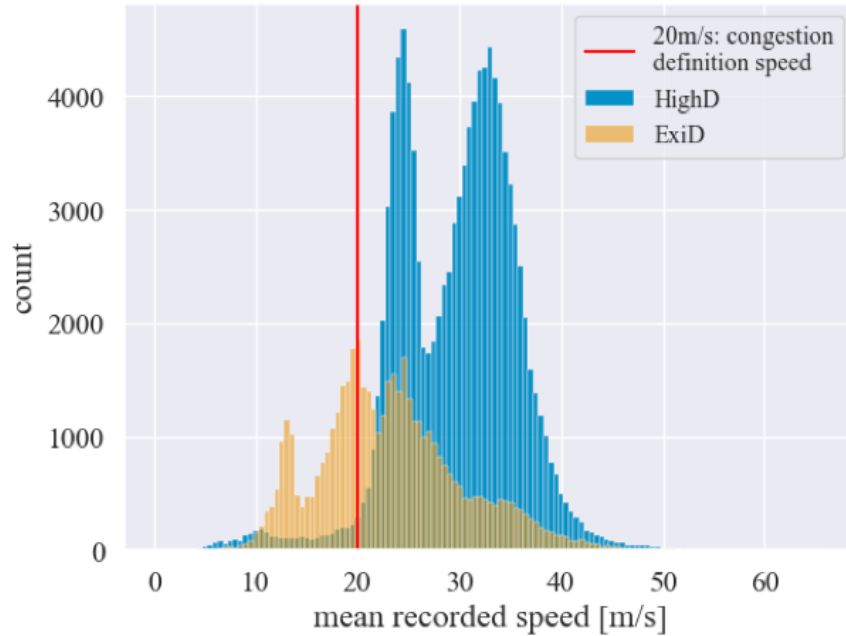 20m/s: congestion
definition speed
HighD
ExiD
4000
3000
2000
1000
0
count
0 10 20 30 40 50 60
mean recorded speed [m/s]